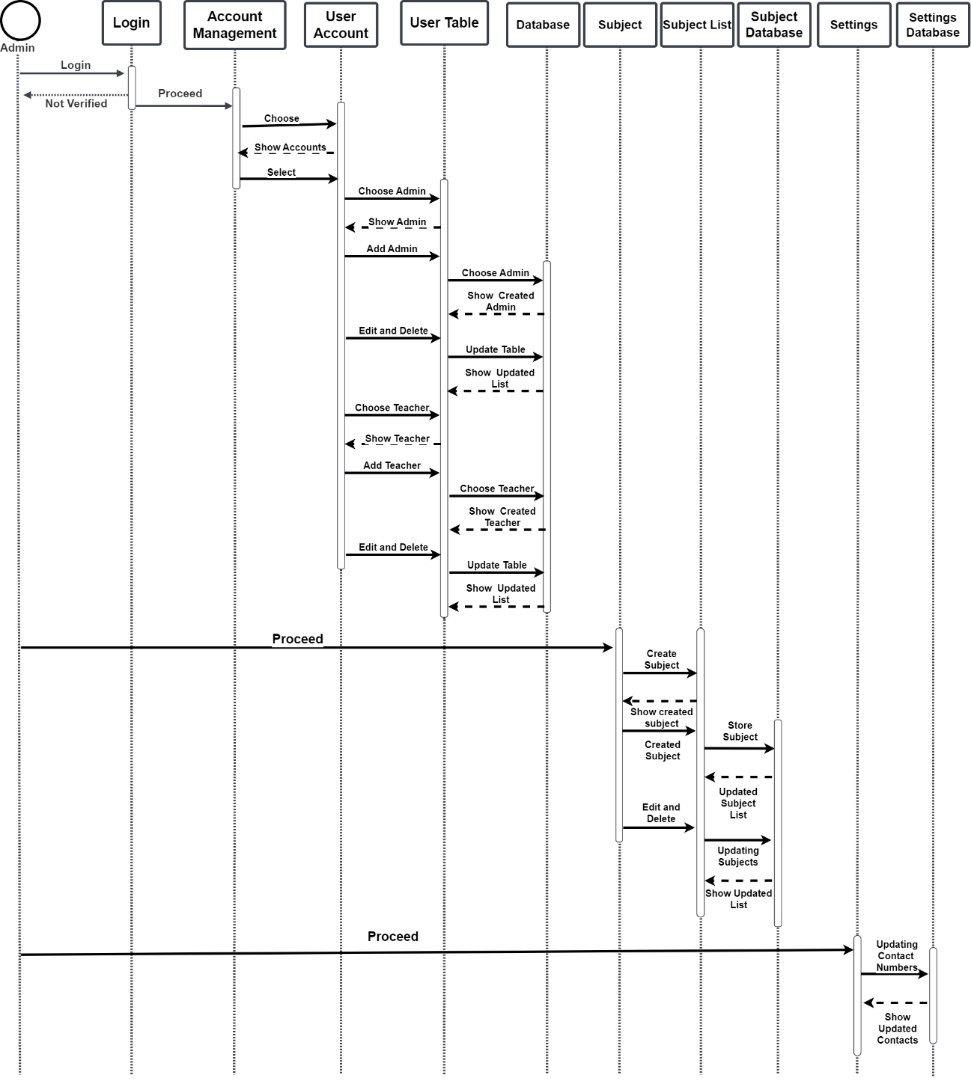 Admin
Login
Account
Management
User
Account
User Table
Database
Subject
Subject List
Subject
Database
Settings
Settings
Database
Login
Not Verified
Proceed
Choose
Show Accounts
Select
Choose Admin
Show Admin
Add Admin
Choose Admin
Show Created
Admin
Edit and Delete
Update Table
Show Updated
List
Choose Teacher
Show Teacher
Add Teacher
Choose Teacher
Show Created
Teacher
Edit and Delete
Update Table
Show Updated
List
Proceed
Create
Subject
Show created
subject
Created
Subject
Store
Subject
Updated
Subject
List
Edit and
Delete
Updating
Subjects
Show Updated
List
Proceed
Updating
Contact
Numbers
Show
Updated
Contacts